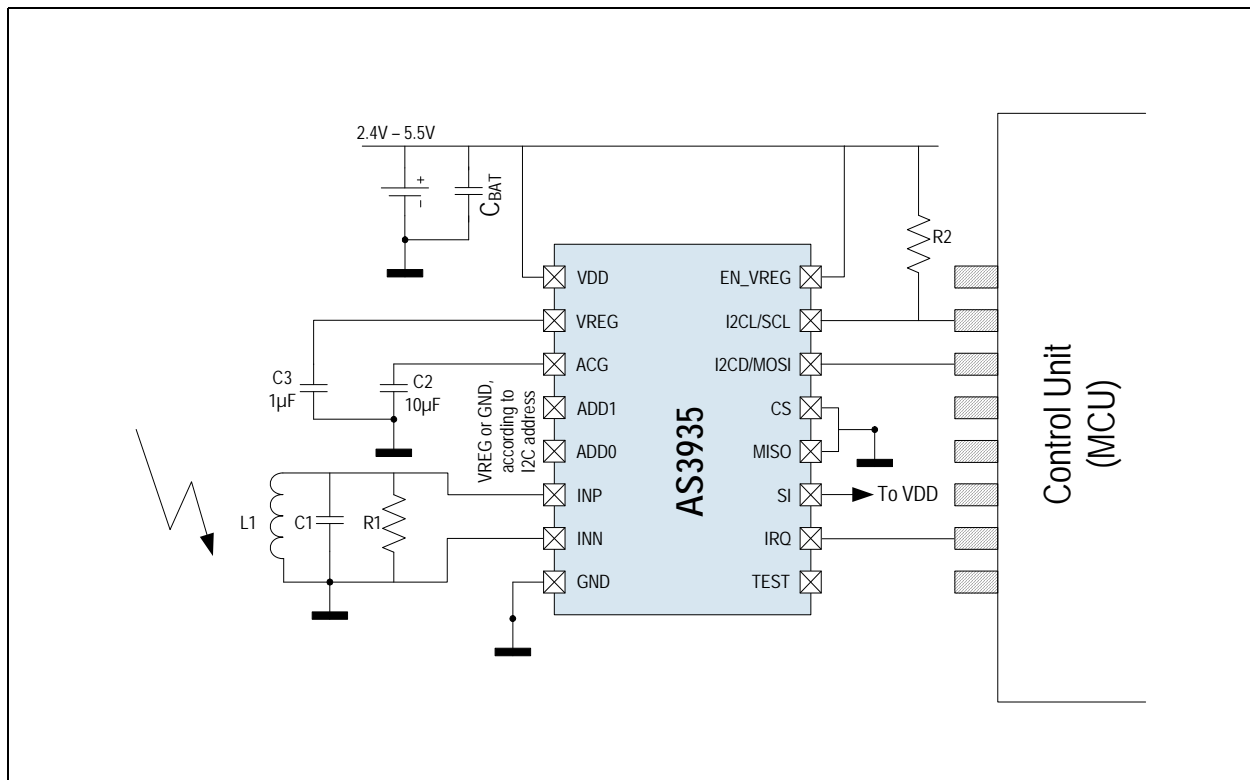 2.4V – 5.5V
+
–
CBAT
R2
VDD
VREG
ACG
ADD1
ADD0
INP
INN
GND
AS3935
EN_VREG
I2CL/SCL
I2CD/MOSI
CS
MISO
SI
IRQ
TEST
To VDD
C3
1µF
C2
10µF
VREG or GND,
according to
I2C address
L1
C1
R1
Control Unit
(MCU)